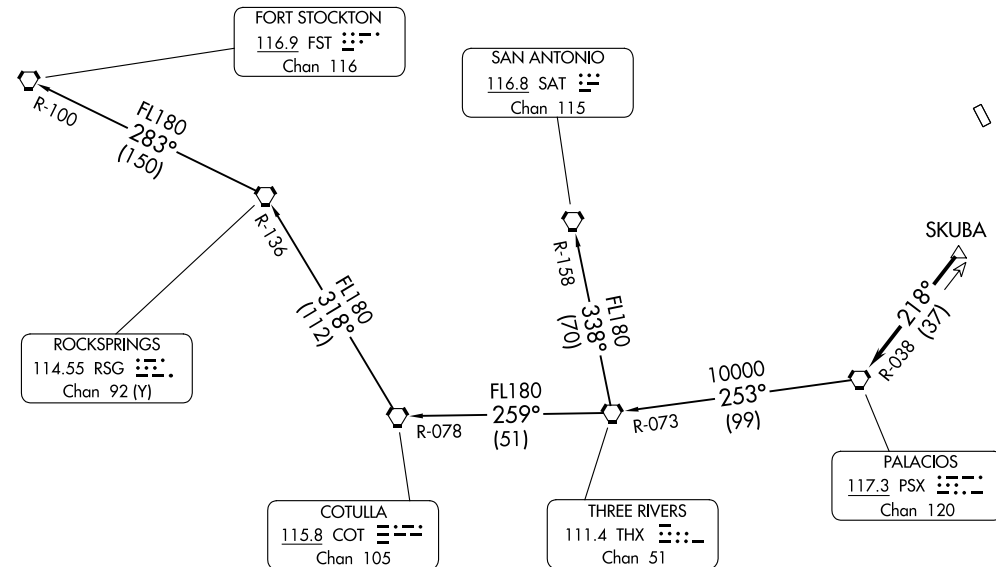 FORT STOCKTON
116.9 FST
Chan 116
R-100
FL180
283°
(150)
SAN ANTONIO
116.8 SAT
Chan 115
R-136
R-158
SKUBA
ROCKSPRINGS
114.55 RSG
Chan 92 (Y)
FL180
318°
(112)
FL180
338°
(70)
218°
(37)
R-038
FL180
259°
(51)
R-078
10000
253°
(99)
R-073
COTULLA
115.8 COT
Chan 105
THREE RIVERS
111.4 THX
Chan 51
PALACIOS
117.3 PSX
Chan 120